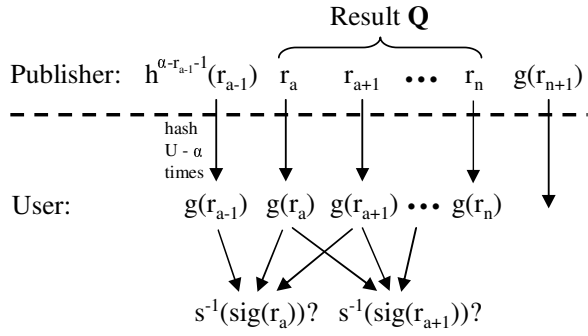 Result Q
Publisher: h^{α-r_{a-1}-1}(r_{a-1}) r_a r_{a+1} ••• r_n g(r_{n+1})
hash
U - α
times
User: g(r_{a-1}) g(r_a) g(r_{a+1}) ••• g(r_n)
s^{-1}(sig(r_a))? s^{-1}(sig(r_{a+1}))?